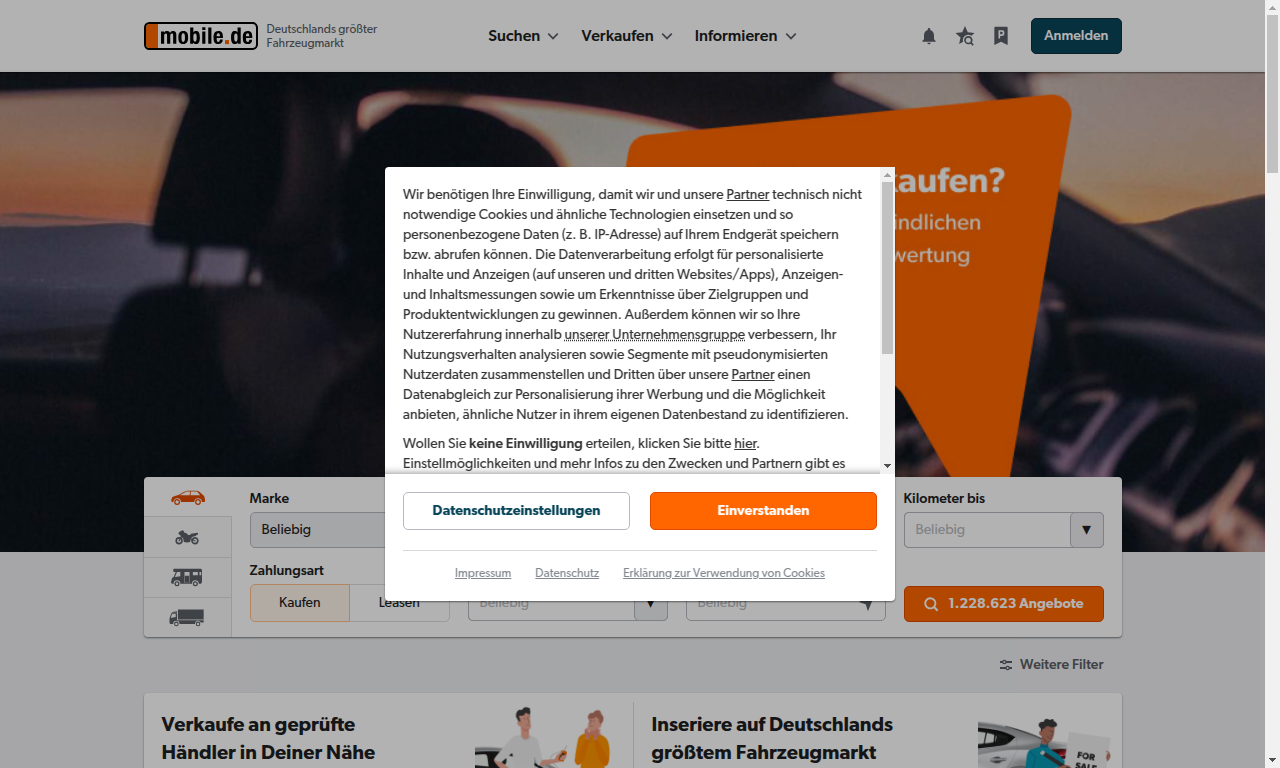 mobile.de
Deutschlands größter
Fahrzeugmarkt
Suchen
Verkaufen
Informieren
P
Anmelden
kaufen?
indlichen
wertung
Wir benötigen Ihre Einwilligung, damit wir und unsere Partner technisch nicht
notwendige Cookies und ähnliche Technologien einsetzen und so
personenbezogene Daten (z. B. IP-Adresse) auf Ihrem Endgerät speichern
bzw. abrufen können. Die Datenverarbeitung erfolgt für personalisierte
Inhalte und Anzeigen (auf unseren und dritten Websites/Apps), Anzeigen-
und Inhaltsmessungen sowie um Erkenntnisse über Zielgruppen und
Produktentwicklungen zu gewinnen. Außerdem können wir so Ihre
Nutzererfahrung innerhalb unserer Unternehmensgruppe verbessern, Ihr
Nutzungsverhalten analysieren sowie Segmente mit pseudonymisierten
Nutzerdaten zusammenstellen und Dritten über unsere Partner einen
Datenabgleich zur Personalisierung ihrer Werbung und die Möglichkeit
anbieten, ähnliche Nutzer in ihrem eigenen Datenbestand zu identifizieren.
Wollen Sie keine Einwilligung erteilen, klicken Sie bitte hier.
Einstellmöglichkeiten und mehr Infos zu den Zwecken und Partnern gibt es
Datenschutzeinstellungen
Einverstanden
Impressum
Datenschutz
Erklärung zur Verwendung von Cookies
Marke
Beliebig
Kilometer bis
Beliebig
Zahlungsart
Kaufen
Leasen
Beliebig
Beliebig
1.228.623 Angebote
Weitere Filter
Verkaufe an geprüfte
Händler in Deiner Nähe
Inseriere auf Deutschlands
größtem Fahrzeugmarkt
FOR
SALE